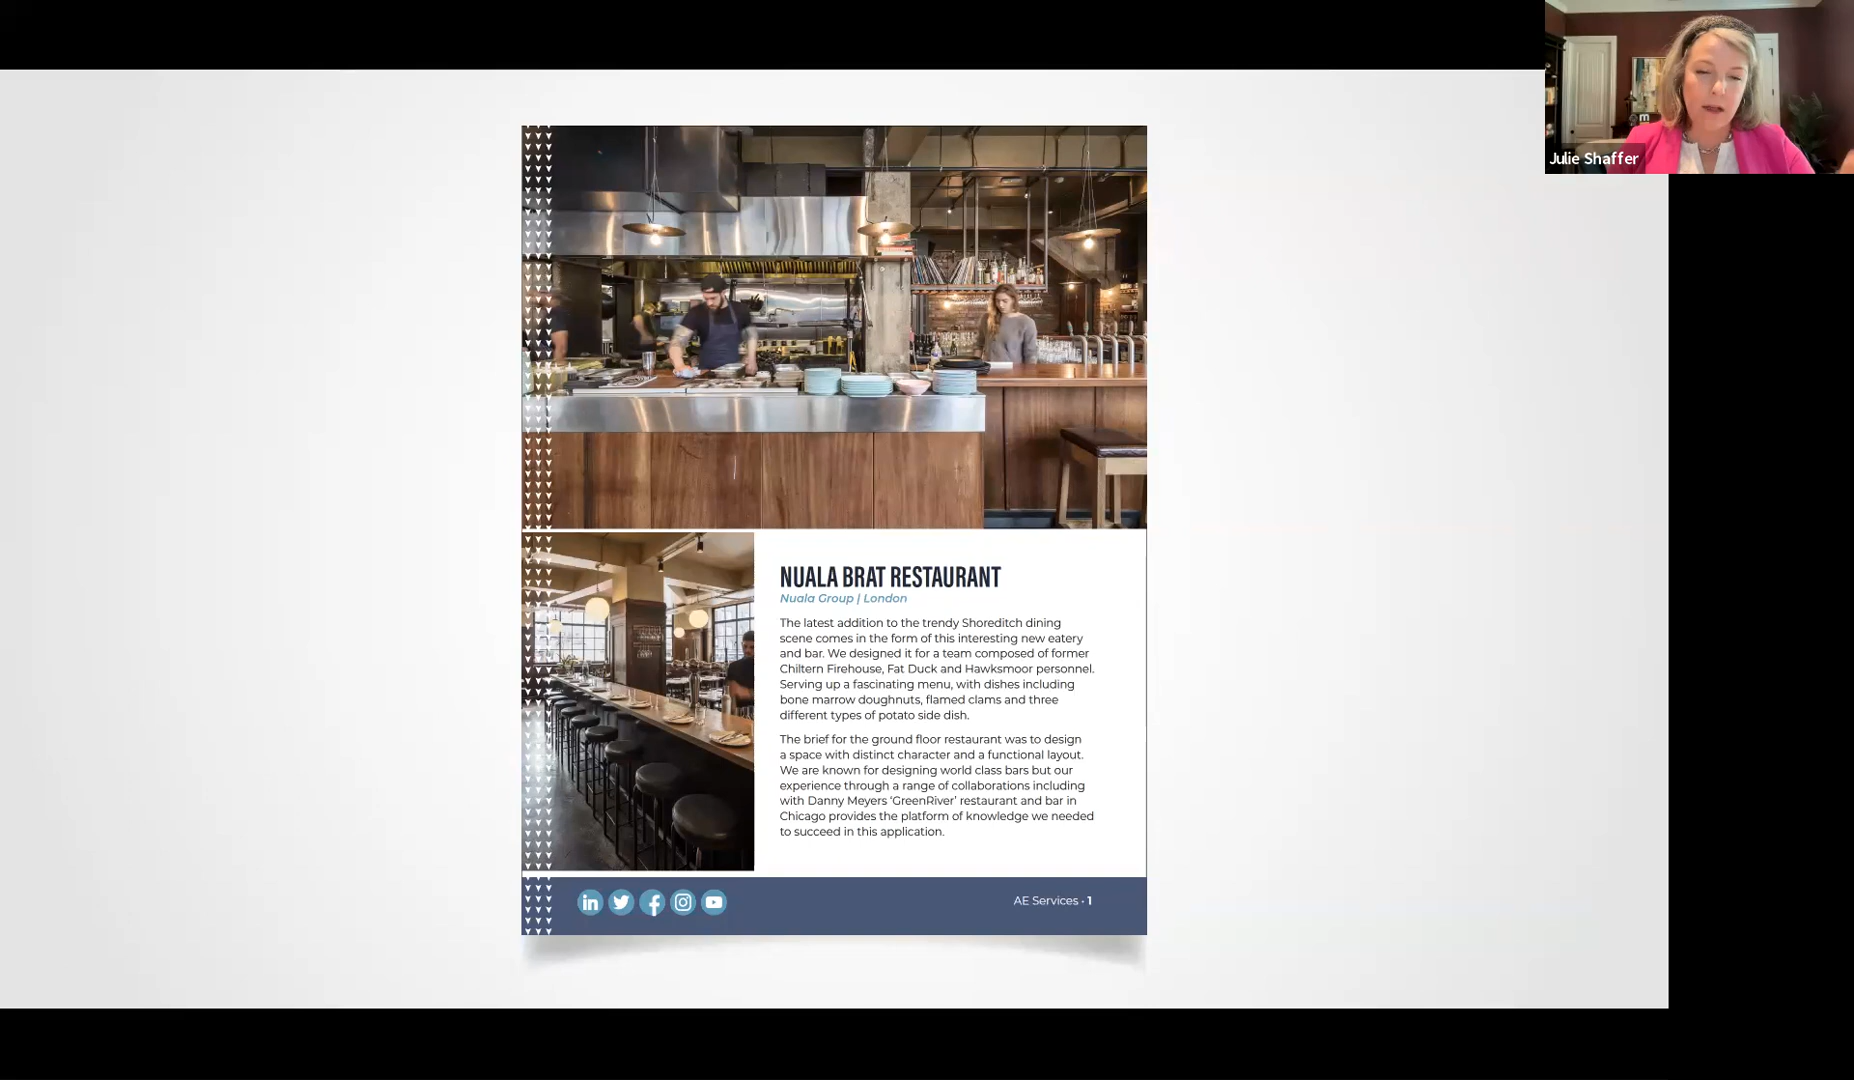 Julie Shaffer
NUALA BRAT RESTAURANT
Nuala Group | London
The latest addition to the trendy Shoreditch dining
scene comes in the form of this interesting new eatery
and bar. We designed it for a team composed of former
Chiltern Firehouse, Fat Duck and Hawksmoor personnel.
Serving up a fascinating menu, with dishes including
bone marrow doughnuts, flamed clams and three
different types of potato side dish.
The brief for the ground floor restaurant was to design
a space with distinct character and a functional layout.
We are known for designing world class bars but our
experience through a range of collaborations including
with Danny Meyers ‘GreenRiver’ restaurant and bar in
Chicago provides the platform of knowledge we needed
to succeed in this application.
in
AE Services • 1